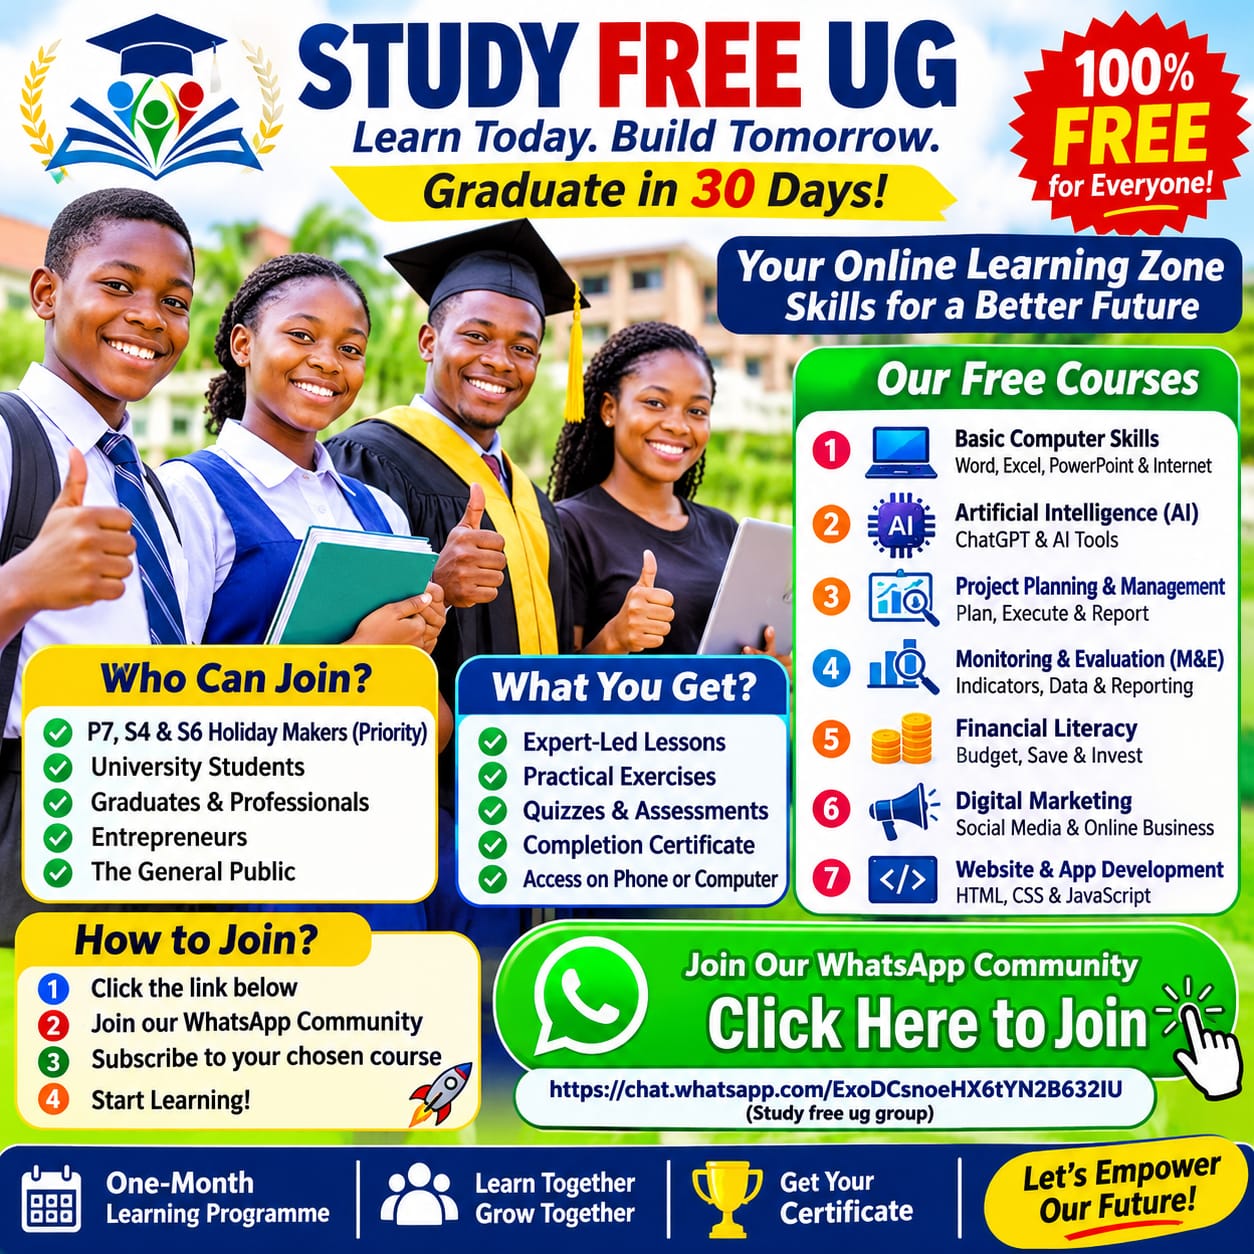 STUDY FREE UG
Learn Today. Build Tomorrow.
Graduate in 30 Days!
100%
FREE
for Everyone!
Your Online Learning Zone
Skills for a Better Future
Our Free Courses
1
Basic Computer Skills
Word, Excel, PowerPoint & Internet
2
AI
Artificial Intelligence (AI)
ChatGPT & AI Tools
3
Project Planning & Management
Plan, Execute & Report
4
Monitoring & Evaluation (M&E)
Indicators, Data & Reporting
5
Financial Literacy
Budget, Save & Invest
6
Digital Marketing
Social Media & Online Business
7
</>
Website & App Development
HTML, CSS & JavaScript
Who Can Join?
P7, S4 & S6 Holiday Makers (Priority)
University Students
Graduates & Professionals
Entrepreneurs
The General Public
What You Get?
Expert-Led Lessons
Practical Exercises
Quizzes & Assessments
Completion Certificate
Access on Phone or Computer
How to Join?
1 Click the link below
2 Join our WhatsApp Community
3 Subscribe to your chosen course
4 Start Learning!
Join Our WhatsApp Community
Click Here to Join
https://chat.whatsapp.com/ExoDCsnoeHX6tYN2B632IU
(Study free ug group)
One-Month
Learning Programme
Learn Together
Grow Together
Get Your
Certificate
Let's Empower
Our Future!